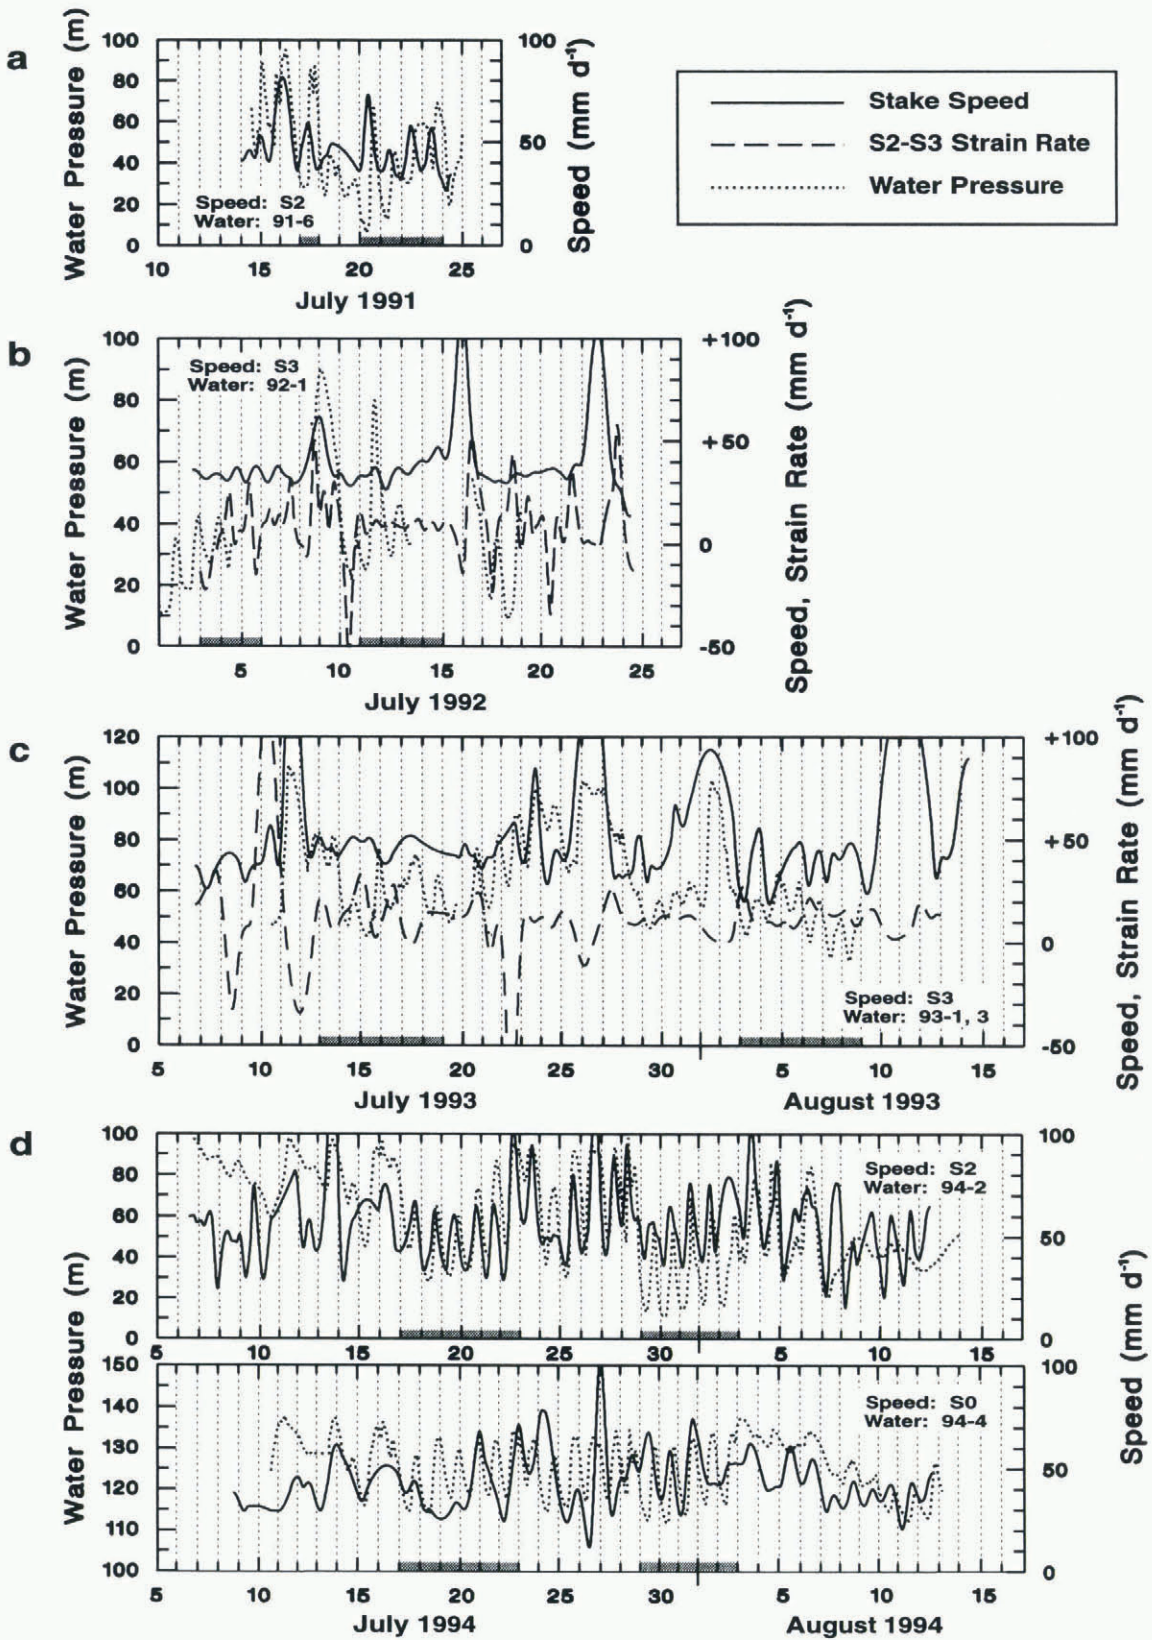 a
Water Pressure (m)
100
80
60
40
20
0
Speed: S2
Water: 91-6
100
50
0
Speed (mm d-1)
10 15 20 25
July 1991
Stake Speed
S2-S3 Strain Rate
Water Pressure
b
Water Pressure (m)
100
80
60
40
20
0
Speed: S3
Water: 92-1
+100
+50
0
-50
Speed, Strain Rate (mm d-1)
5 10 15 20 25
July 1992
c
Water Pressure (m)
120
100
80
60
40
20
0
Speed: S3
Water: 93-1, 3
+100
+50
0
-50
Speed, Strain Rate (mm d-1)
5 10 15 20 25 30 5 10 15
July 1993 August 1993
d
Water Pressure (m)
100
80
60
40
20
0
Speed: S2
Water: 94-2
100
50
0
Speed (mm d-1)
5 10 15 20 25 30 5 10 15
150
140
130
120
110
100
Speed: S0
Water: 94-4
100
50
0
5 10 15 20 25 30 5 10 15
July 1994 August 1994